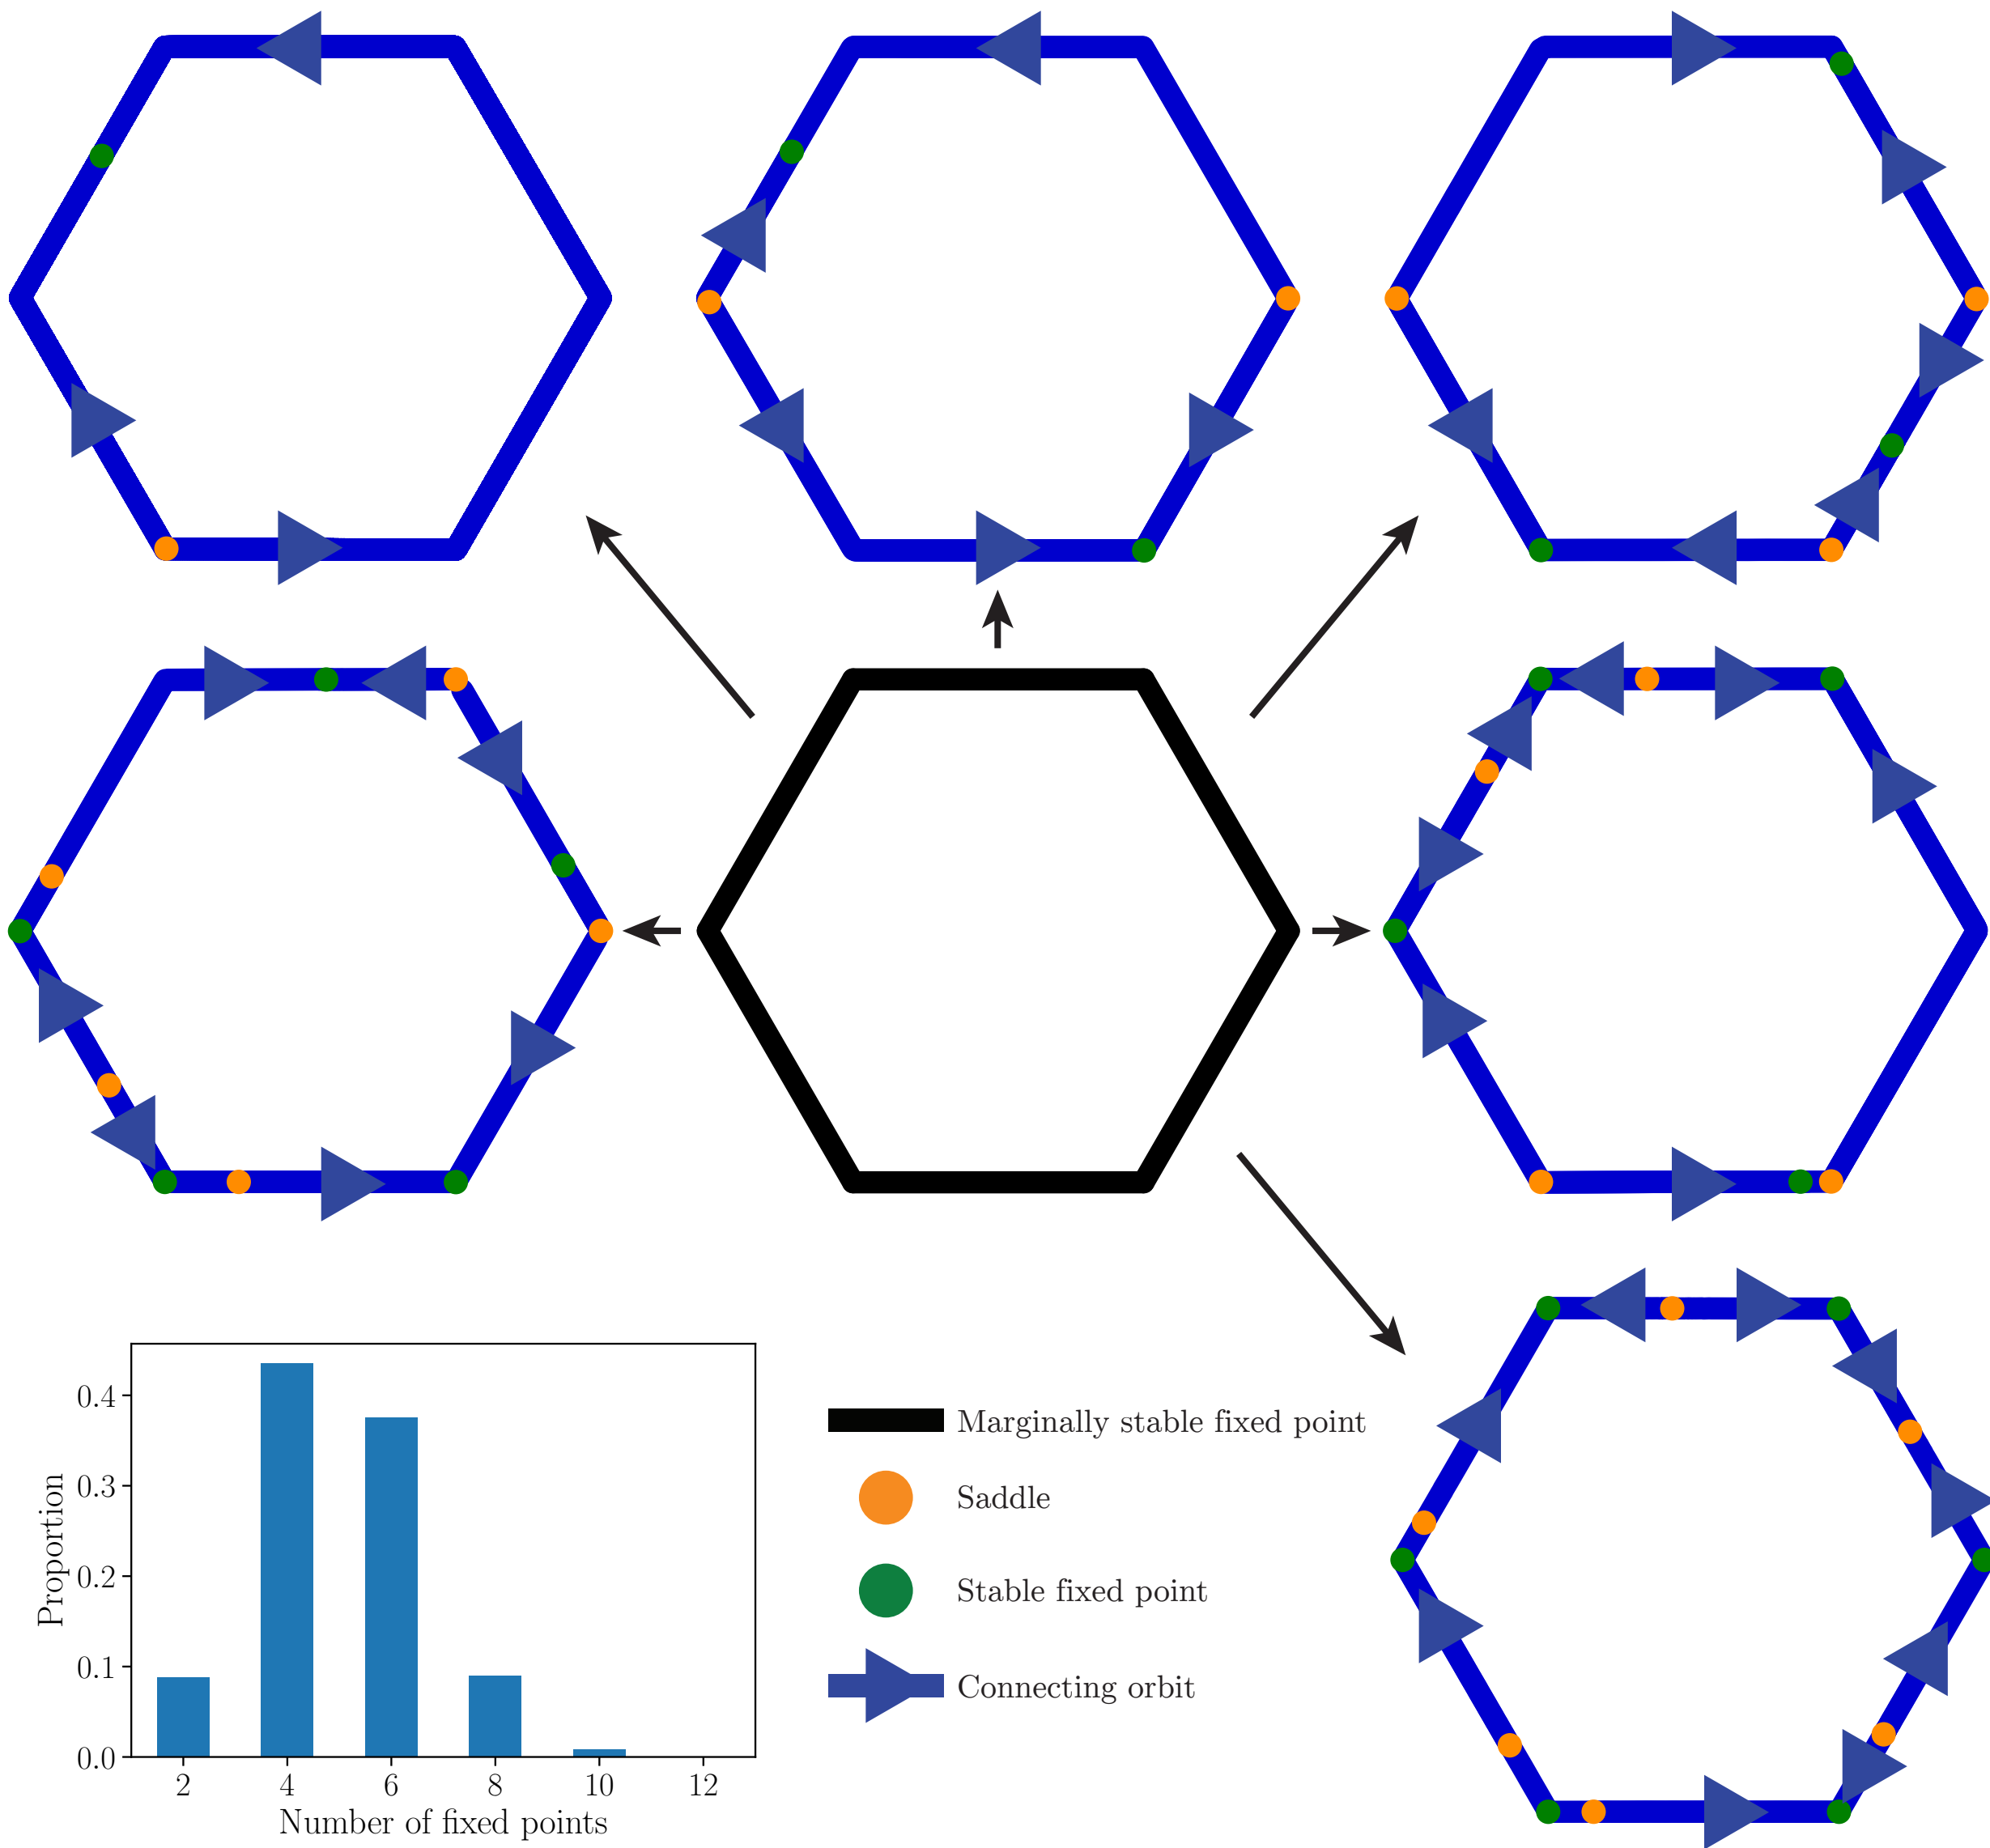 0.4
0.3
0.2
0.1
0.0
Proportion
2 4 6 8 10 12
Number of fixed points
Marginally stable fixed point
Saddle
Stable fixed point
Connecting orbit